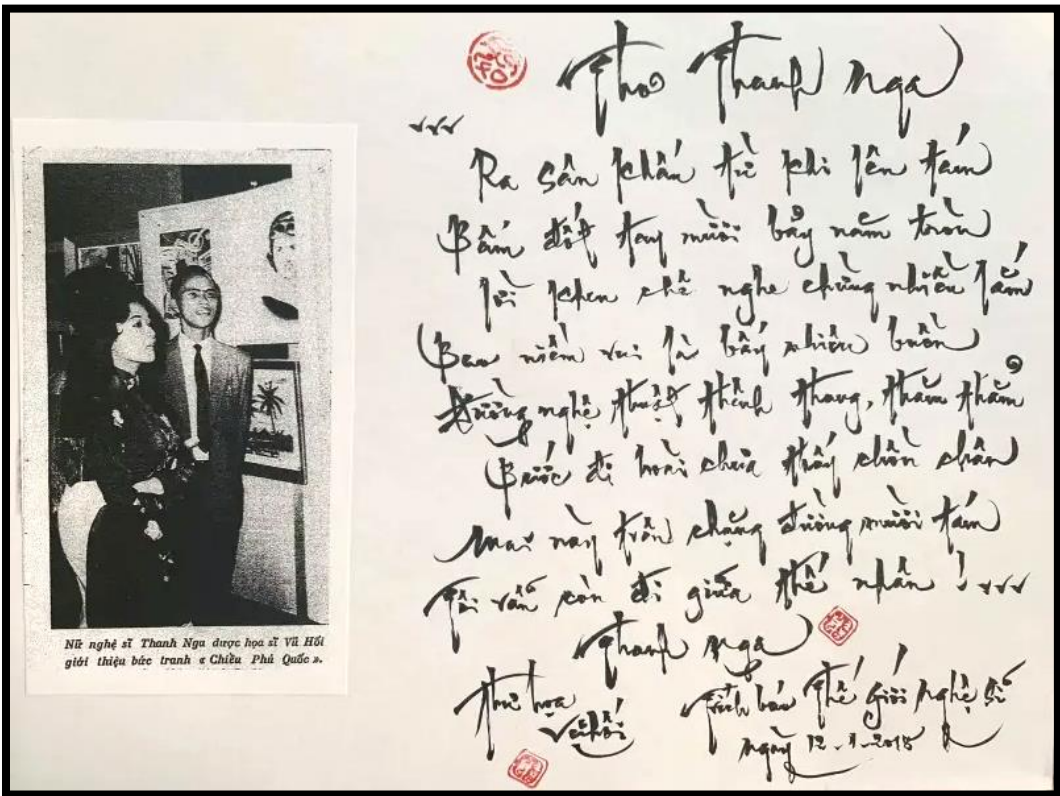 Thơ Thanh Nga
Ra sân khấu từ khi lên tám
Bấm đốt tay mười bảy năm tròn
Lời khen chê nghe chừng nhiều lắm
Bao niềm vui là bấy nhiêu buồn
Đường nghệ thuật thênh thang, thăm thẳm
Bước đi hoài chưa thấy chồn chân
Mai này trên chặng đường mười tám
Tôi vẫn còn đi giữa thế nhân !
Thanh Nga
Thư họa
Vũ Hối
Trích báo Thế giới Nghệ sĩ
ngày 12-1-2015
Nữ nghệ sĩ Thanh Nga được họa sĩ Vũ Hối
giới thiệu bức tranh « Chiều Phú Quốc ».